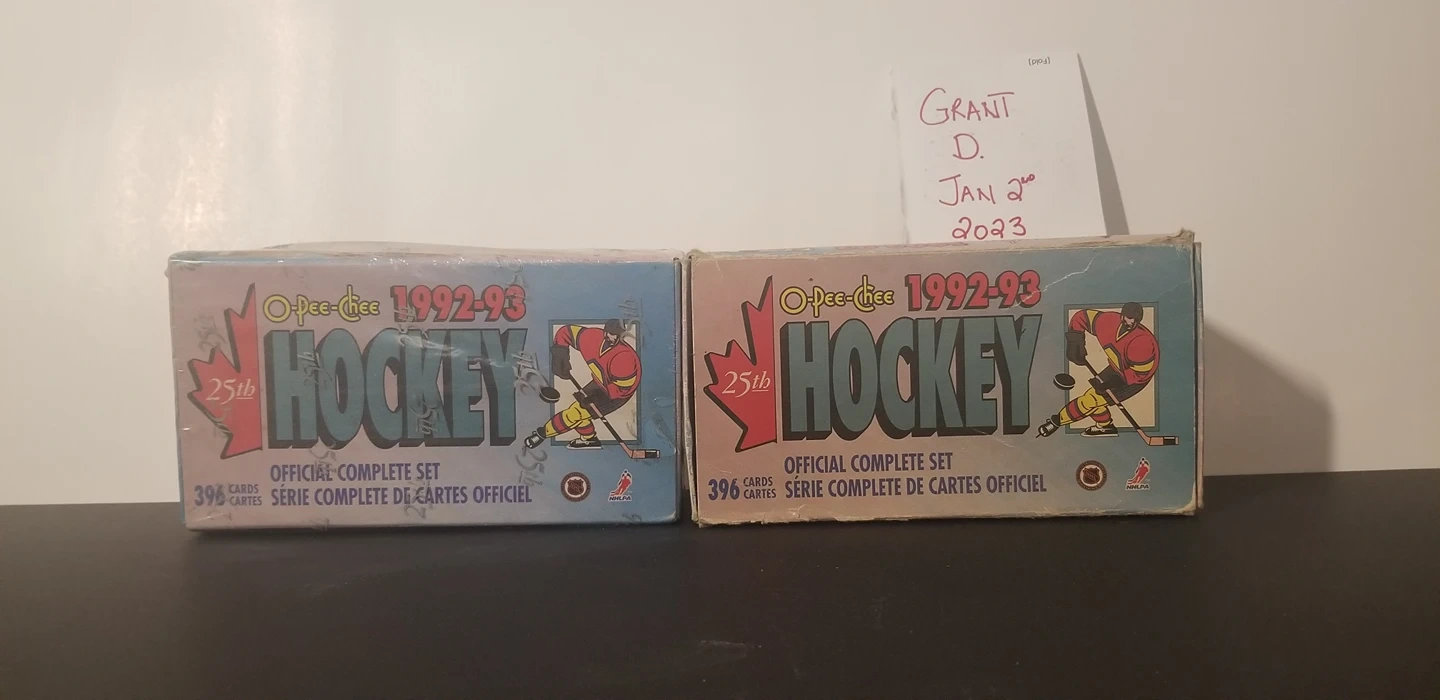 [Fold]
GRANT
D.
JAN 2ND
2023
O-Pee-Chee 1992-93
HOCKEY
25th
OFFICIAL COMPLETE SET
396 CARDS CARTES SÉRIE COMPLETE DE CARTES OFFICIEL
NHLPA
O-Pee-Chee 1992-93
HOCKEY
25th
OFFICIAL COMPLETE SET
396 CARDS CARTES SÉRIE COMPLETE DE CARTES OFFICIEL
NHLPA